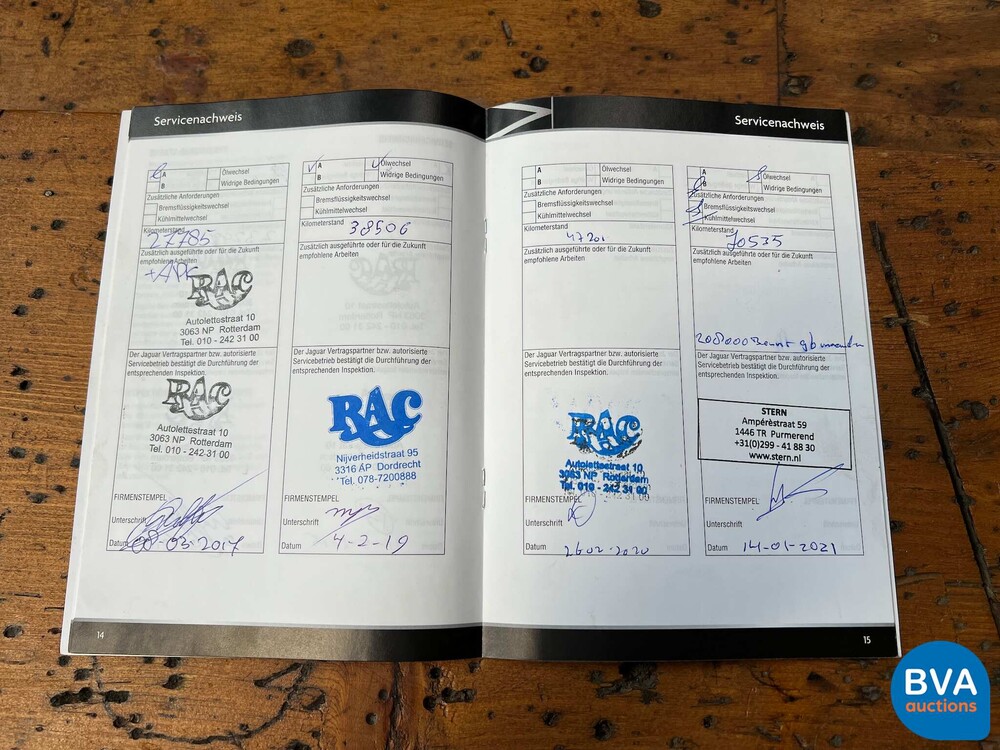 Servicenachweis
A
B
Ölwechsel
Widrige Bedingungen
Zusätzliche Anforderungen
Bremsflüssigkeitswechsel
Kühlmittelwechsel
Kilometerstand
27785
Zusätzlich ausgeführte oder für die Zukunft
empfohlene Arbeiten
+APK
RAC
Autolettestraat 10
3063 NP Rotterdam
Tel. 010 - 242 31 00
Der Jaguar Vertragspartner bzw. autorisierte
Servicebetrieb bestätigt die Durchführung der
entsprechenden Inspektion.
RAC
Autolettestraat 10
3063 NP Rotterdam
Tel. 010 - 242 31 00
FIRMENSTEMPEL
Unterschrift
Datum
08-03-2017
A
B
Ölwechsel
Widrige Bedingungen
Zusätzliche Anforderungen
Bremsflüssigkeitswechsel
Kühlmittelwechsel
Kilometerstand
38506
Zusätzlich ausgeführte oder für die Zukunft
empfohlene Arbeiten
Der Jaguar Vertragspartner bzw. autorisierte
Servicebetrieb bestätigt die Durchführung der
entsprechenden Inspektion.
RAC
Nijverheidstraat 95
3316 AP Dordrecht
Tel. 078-7200888
FIRMENSTEMPEL
Unterschrift
Datum
4-2-19
14
Servicenachweis
A
B
Ölwechsel
Widrige Bedingungen
Zusätzliche Anforderungen
Bremsflüssigkeitswechsel
Kühlmittelwechsel
Kilometerstand
47201
Zusätzlich ausgeführte oder für die Zukunft
empfohlene Arbeiten
Der Jaguar Vertragspartner bzw. autorisierte
Servicebetrieb bestätigt die Durchführung der
entsprechenden Inspektion.
RAC
Autolettestraat 10
3063 NP Rotterdam
Tel. 010 - 242 31 00
FIRMENSTEMPEL
Unterschrift
Datum
26 02-2020
A
B
Ölwechsel
Widrige Bedingungen
Zusätzliche Anforderungen
Bremsflüssigkeitswechsel
Kühlmittelwechsel
Kilometerstand
70535
Zusätzlich ausgeführte oder für die Zukunft
empfohlene Arbeiten
Der Jaguar Vertragspartner bzw. autorisierte
Servicebetrieb bestätigt die Durchführung der
entsprechenden Inspektion.
STERN
Ampèrèstraat 59
1446 TR Purmerend
+31(0)299 - 41 88 30
www.stern.nl
FIRMENSTEMPEL
Unterschrift
Datum
14-01-2021
15
BVA
auctions